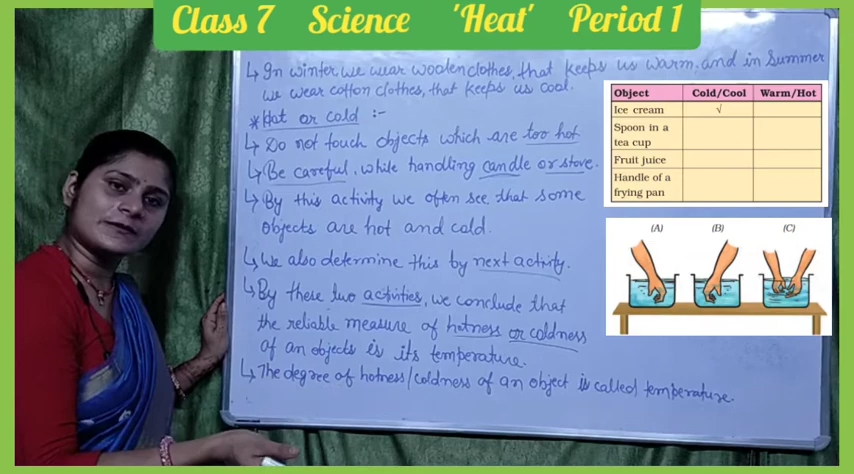 Class 7 Science 'Heat' Period 1
↳ In winter we wear woolen clothes, that keeps us warm. and in Summer
we wear cotton clothes, that keeps us cool.
* Hot or cold :-
↳ Do not touch objects which are too hot.
↳ Be careful, while handling candle or stove.
↳ By this activity we often see that some
objects are hot and cold.
↳ We also determine this by next activity.
↳ By these two activities, we conclude that
the reliable measure of hotness or coldness
of an objects is its temperature.
↳ The degree of hotness/coldness of an object is called temperature.
Object Cold/Cool Warm/Hot
Ice cream √
Spoon in a
tea cup
Fruit juice
Handle of a
frying pan
(A) (B) (C)